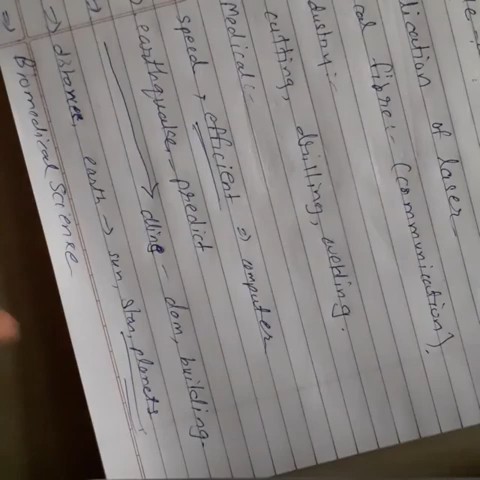 lication of laser
cal fibre:- (communication).
dustry:-
cutting, drilling, welding.
Medical:-
speed, efficient => computer
earthquake, predict
→ dline - dam, building.
→ distance, earth → sun, star, planets.
=> Biomedical Science